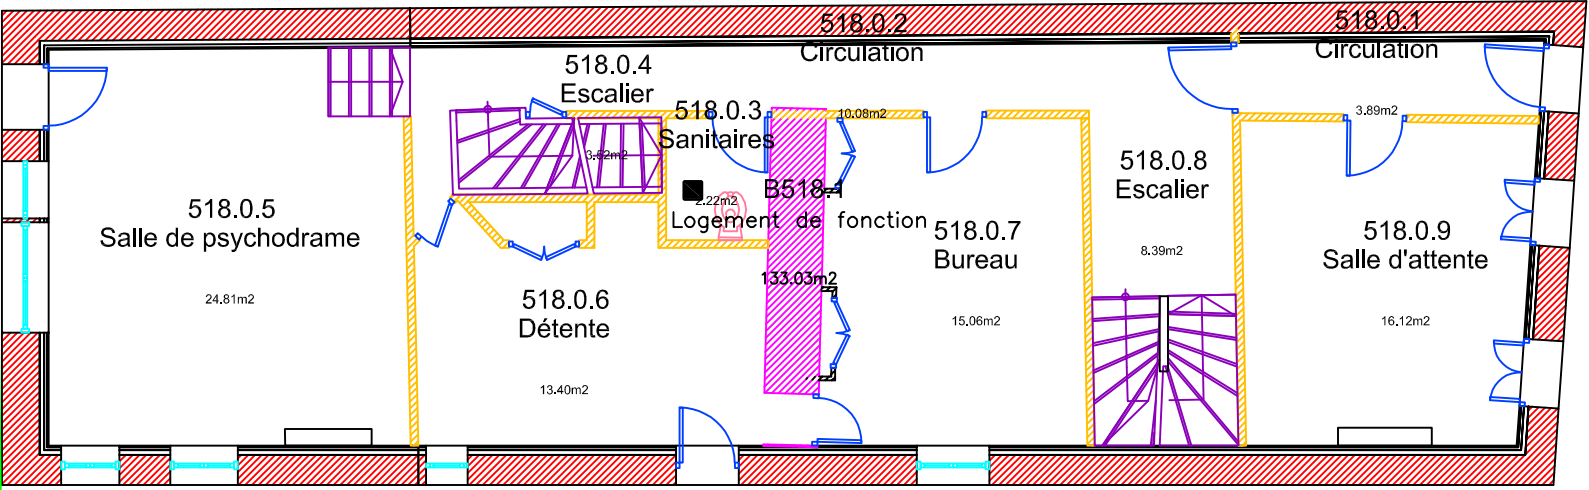 518.0.2
Circulation
10.08m2
518.0.1
Circulation
3.89m2
518.0.4
Escalier
3.52m2
518.0.3
Sanitaires
2.22m2
B518.1
Logement de fonction
133.03m2
518.0.8
Escalier
8.39m2
518.0.5
Salle de psychodrame
24.81m2
518.0.7
Bureau
15.06m2
518.0.9
Salle d'attente
16.12m2
518.0.6
Détente
13.40m2